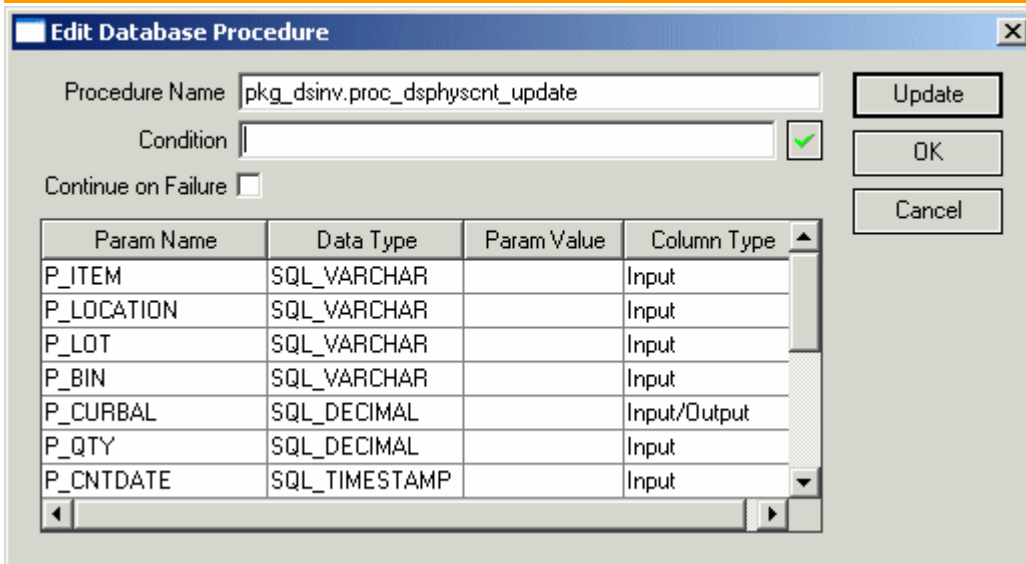 Edit Database Procedure
Procedure Name pkg_dsinv.proc_dsphyscnt_update Update
Condition OK
Continue on Failure Cancel
Param Name Data Type Param Value Column Type
P_ITEM SQL_VARCHAR Input
P_LOCATION SQL_VARCHAR Input
P_LOT SQL_VARCHAR Input
P_BIN SQL_VARCHAR Input
P_CURBAL SQL_DECIMAL Input/Output
P_QTY SQL_DECIMAL Input
P_CNTDATE SQL_TIMESTAMP Input